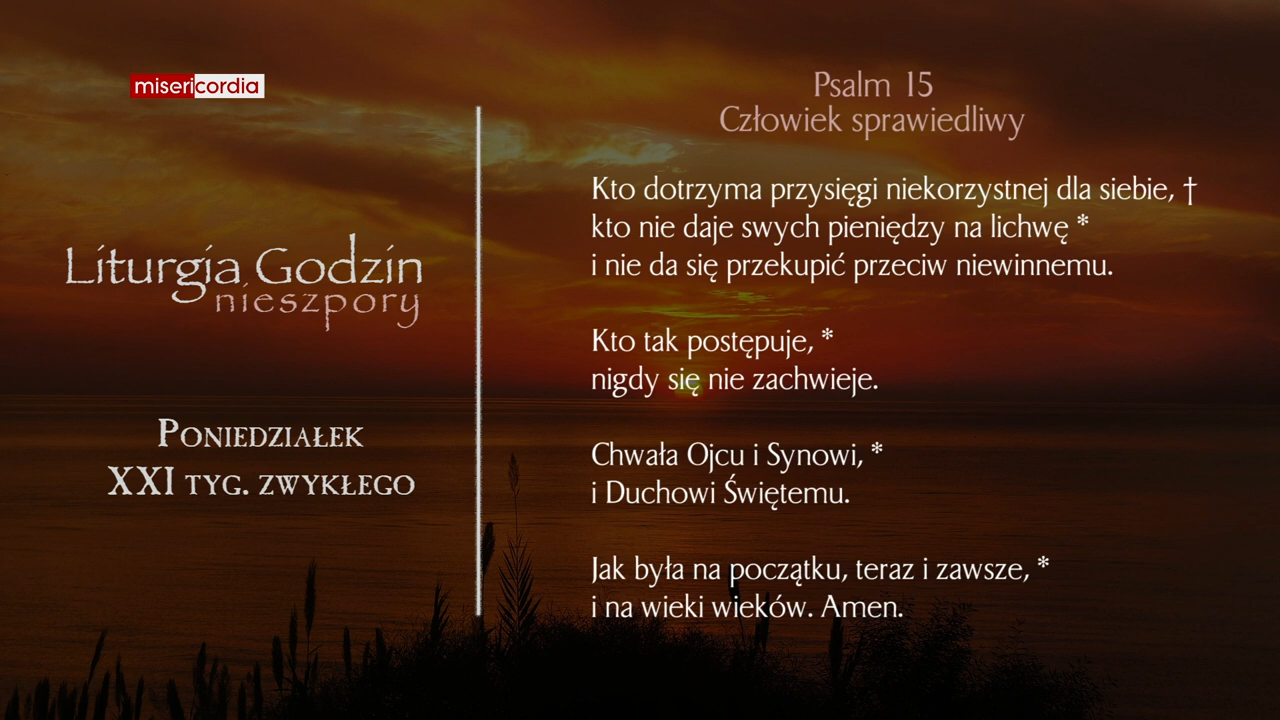 misericordia
Liturgia Godzin
nieszpory
Poniedziałek
XXI tyg. zwykłego
Psalm 15
Człowiek sprawiedliwy
Kto dotrzyma przysięgi niekorzystnej dla siebie, †
kto nie daje swych pieniędzy na lichwę *
i nie da się przekupić przeciw niewinnemu.
Kto tak postępuje, *
nigdy się nie zachwieje.
Chwała Ojcu i Synowi, *
i Duchowi Świętemu.
Jak była na początku, teraz i zawsze, *
i na wieki wieków. Amen.